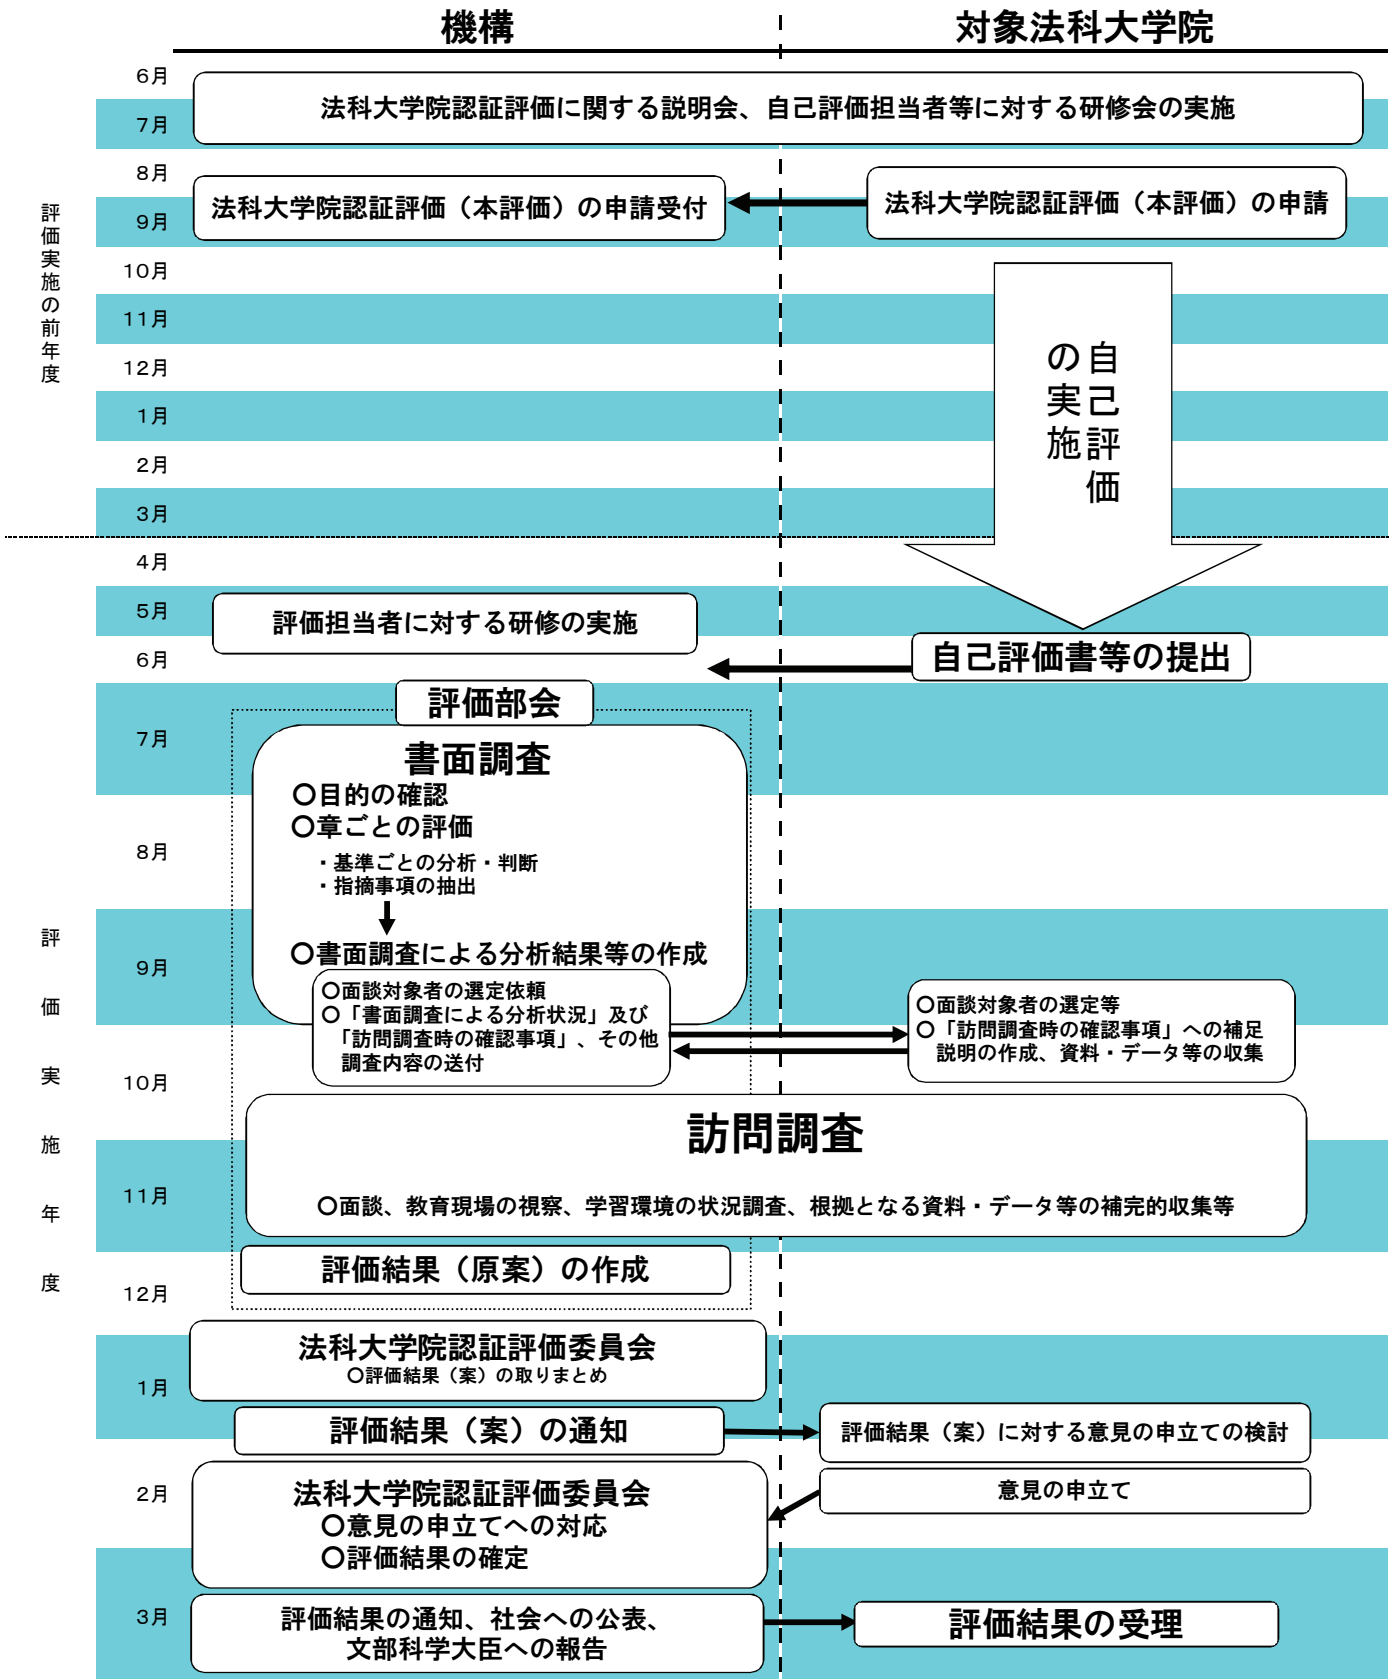 機構
対象法科大学院
評価実施の前年度
6月
法科大学院認証評価に関する説明会、自己評価担当者等に対する研修会の実施
7月
8月
法科大学院認証評価（本評価）の申請受付
法科大学院認証評価（本評価）の申請
9月
10月
11月
12月
1月
2月
3月
自己評価
の実施
評価実施年度
4月
5月
評価担当者に対する研修の実施
6月
自己評価書等の提出
評価部会
7月
書面調査
〇目的の確認
〇章ごとの評価
8月
・基準ごとの分析・判断
・指摘事項の抽出
〇書面調査による分析結果等の作成
9月
〇面談対象者の選定依頼
〇「書面調査による分析状況」及び
「訪問調査時の確認事項」、その他
調査内容の送付
〇面談対象者の選定等
〇「訪問調査時の確認事項」への補足
説明の作成、資料・データ等の収集
10月
訪問調査
11月
〇面談、教育現場の視察、学習環境の状況調査、根拠となる資料・データ等の補完的収集等
評価結果（原案）の作成
12月
法科大学院認証評価委員会
〇評価結果（案）の取りまとめ
1月
評価結果（案）の通知
評価結果（案）に対する意見の申立ての検討
2月
法科大学院認証評価委員会
意見の申立て
〇意見の申立てへの対応
〇評価結果の確定
3月
評価結果の通知、社会への公表、
文部科学大臣への報告
評価結果の受理